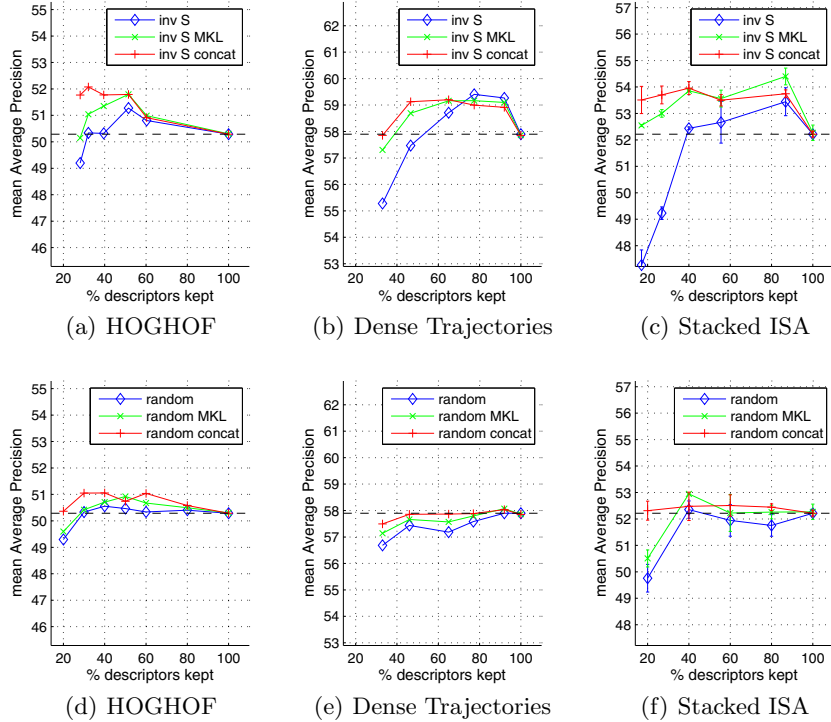 inv S
inv S MKL
inv S concat
mean Average Precision
55
54
53
52
51
50
49
48
47
46
20 40 60 80 100
% descriptors kept
(a) HOGHOF
inv S
inv S MKL
inv S concat
mean Average Precision
62
61
60
59
58
57
56
55
54
53
20 40 60 80 100
% descriptors kept
(b) Dense Trajectories
inv S
inv S MKL
inv S concat
mean Average Precision
57
56
55
54
53
52
51
50
49
48
20 40 60 80 100
% descriptors kept
(c) Stacked ISA
random
random MKL
random concat
mean Average Precision
55
54
53
52
51
50
49
48
47
46
20 40 60 80 100
% descriptors kept
(d) HOGHOF
random
random MKL
random concat
mean Average Precision
62
61
60
59
58
57
56
55
54
53
20 40 60 80 100
% descriptors kept
(e) Dense Trajectories
random
random MKL
random concat
mean Average Precision
57
56
55
54
53
52
51
50
49
48
20 40 60 80 100
% descriptors kept
(f) Stacked ISA